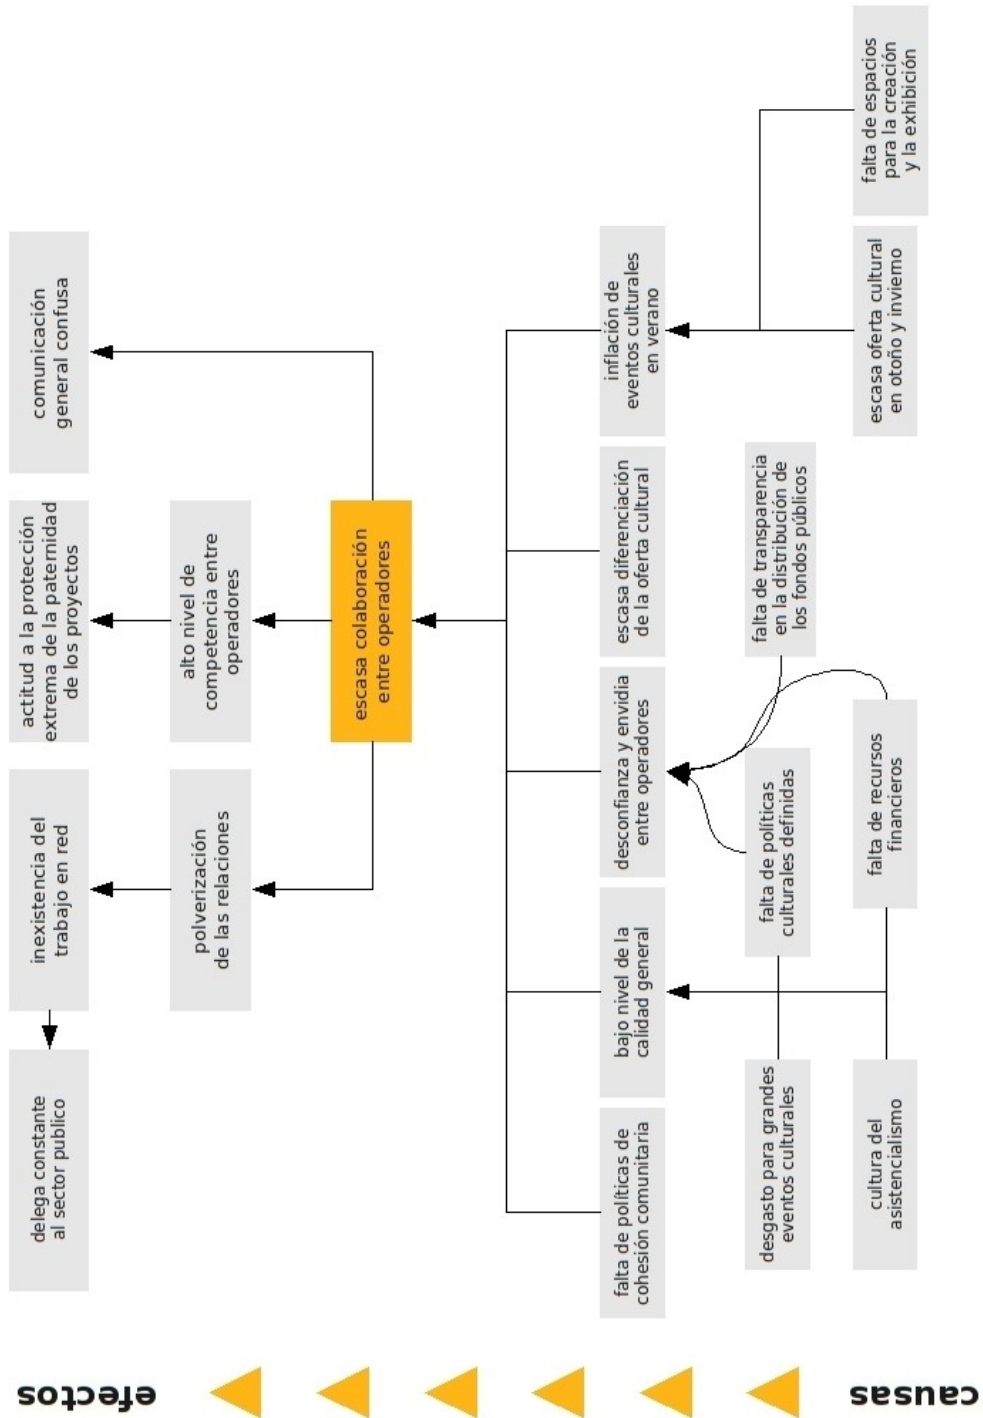 efectos
delega constante
al sector publico
inexistencia del
trabajo en red
actitud a la protección
extrema de la paternidad
de los proyectos
comunicación
general confusa
polverización
de las relaciones
alto nivel de
competencia entre
operadores
escasa colaboración
entre operadores
falta de políticas de
cohesión comunitaria
bajo nivel de la
calidad general
desconfianza y envidia
entre operadores
escasa diferenciación
de la oferta cultural
inflación de
eventos culturales
en verano
desgasto para grandes
eventos culturales
falta de políticas
culturales definidas
falta de transparencia
en la distribución de
los fondos públicos
cultura del
asistencialismo
falta de recursos
financieros
escasa oferta cultural
en otoño y invierno
falta de espacios
para la creación
y la exhibición
causas